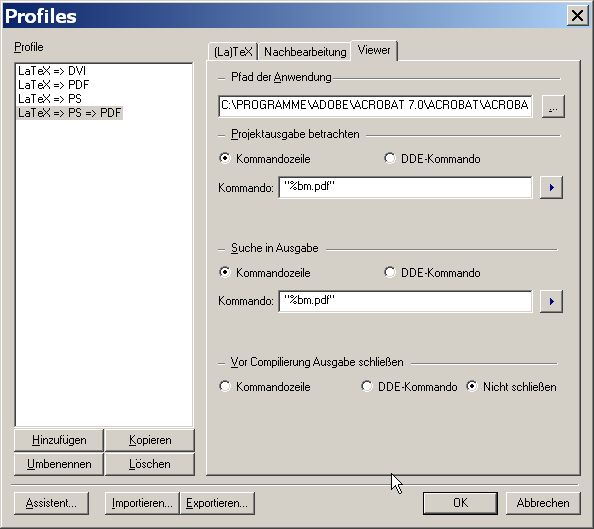 Profiles
Profile
LaTeX => DVI
LaTeX => PDF
LaTeX => PS
LaTeX => PS => PDF
Hinzufügen
Kopieren
Umbenennen
Löschen
(La)TeX
Nachbearbeitung
Viewer
Pfad der Anwendung
C:\PROGRAMME\ADOBE\ACROBAT 7.0\ACROBAT\ACROBA
...
Projektausgabe betrachten
Kommandozeile
DDE-Kommando
Kommando: "%bm.pdf"
Suche in Ausgabe
Kommandozeile
DDE-Kommando
Kommando: "%bm.pdf"
Vor Compilierung Ausgabe schließen
Kommandozeile
DDE-Kommando
Nicht schließen
Assistent...
Importieren...
Exportieren...
OK
Abbrechen